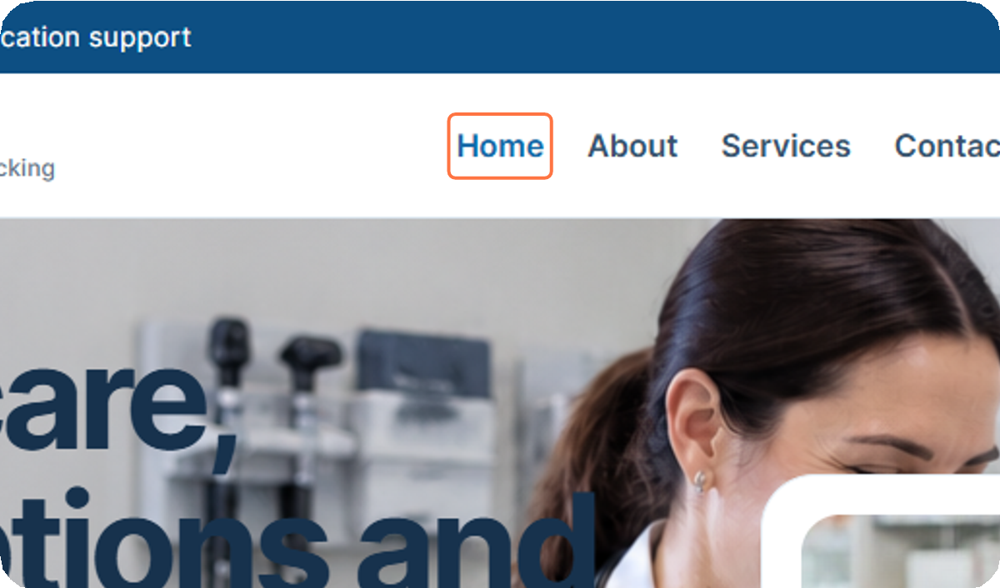 cation support
cking
Home About Services Contac
care,
otions and